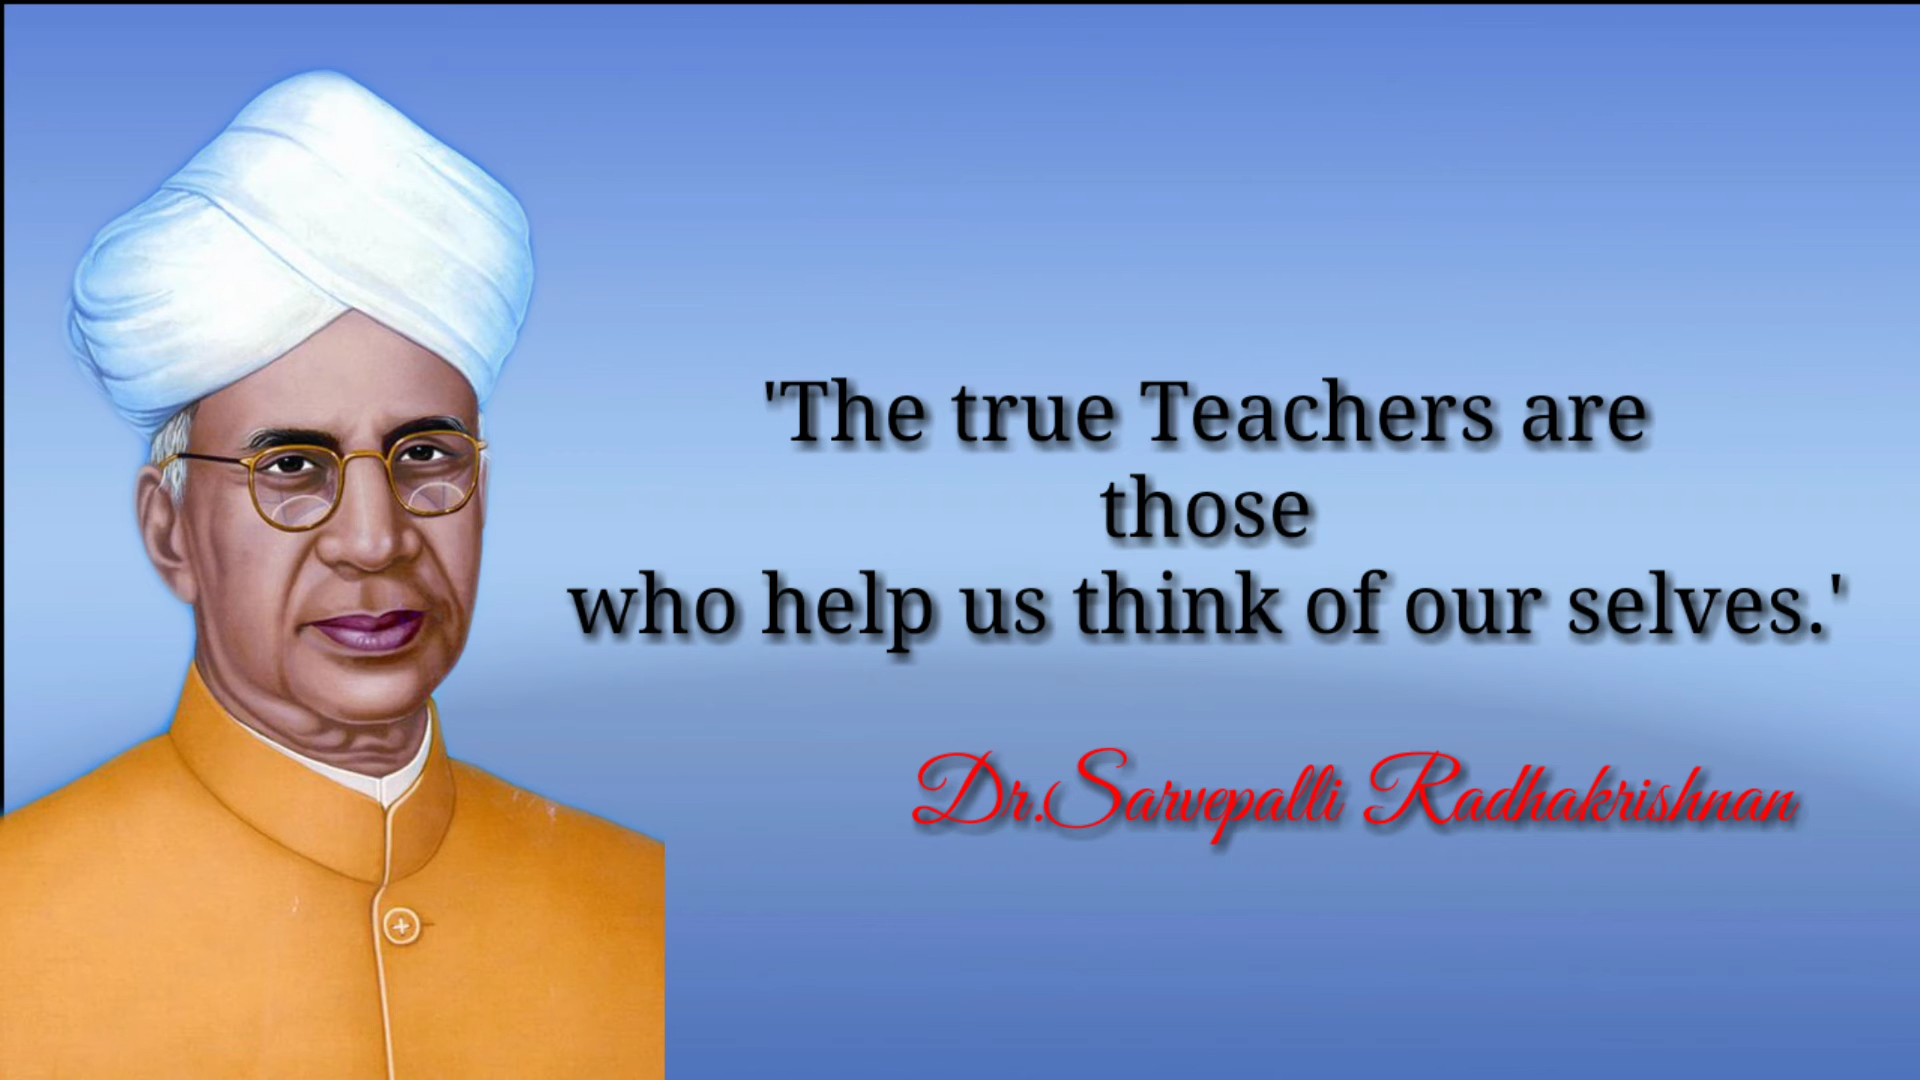 'The true Teachers are
those
who help us think of our selves.'
Dr.Sarvepalli Radhakrishnan